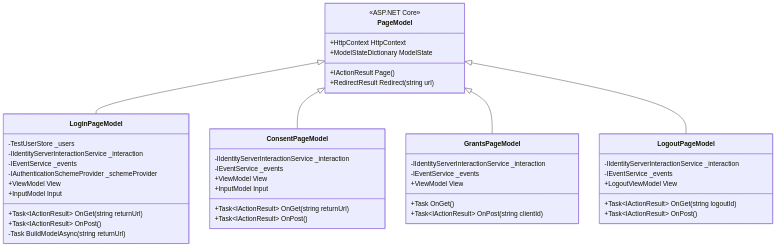 «ASP.NET Core»
PageModel
+HttpContext HttpContext
+ModelStateDictionary ModelState
+IActionResult Page()
+RedirectResult Redirect(string url)
LoginPageModel
-TestUserStore _users
-IIdentityServerInteractionService _interaction
-IEventService _events
-IAuthenticationSchemeProvider _schemeProvider
+ViewModel View
+InputModel Input
+Task<IActionResult> OnGet(string returnUrl)
+Task<IActionResult> OnPost()
-Task BuildModelAsync(string returnUrl)
ConsentPageModel
-IIdentityServerInteractionService _interaction
-IEventService _events
+ViewModel View
+InputModel Input
+Task<IActionResult> OnGet(string returnUrl)
+Task<IActionResult> OnPost()
GrantsPageModel
-IIdentityServerInteractionService _interaction
-IEventService _events
+ViewModel View
+Task OnGet()
+Task<IActionResult> OnPost(string clientId)
LogoutPageModel
-IIdentityServerInteractionService _interaction
-IEventService _events
+LogoutViewModel View
+Task<IActionResult> OnGet(string logoutId)
+Task<IActionResult> OnPost()